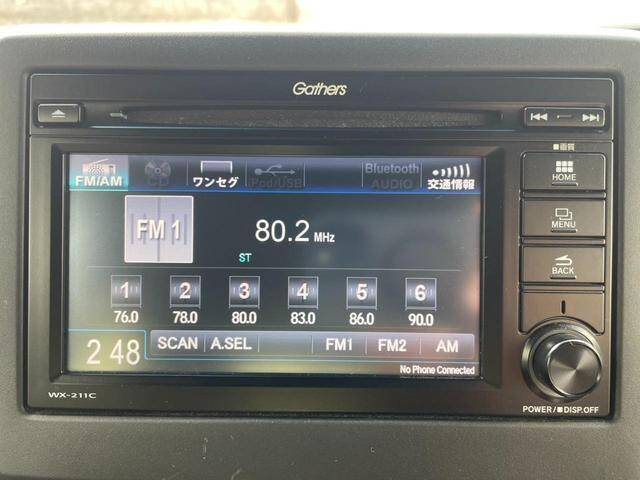 Gathers
■画質
FM/AM
CD
ワンセグ
iPod/USB
Bluetooth
AUDIO
交通情報
HOME
MENU
BACK
FM 1
80.2 MHz
ST
1 2 3 4 5 6
76.0 78.0 80.0 83.0 86.0 90.0
2 48
SCAN A.SEL FM1 FM2 AM
No Phone Connected
WX-211C
POWER/■DISP.OFF